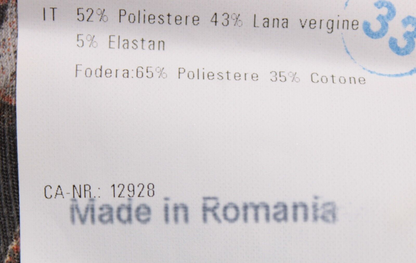 IT 52% Poliestere 43% Lana vergine
5% Elastan
Fodera:65% Poliestere 35% Cotone
33
CA-NR.: 12928
Made in Romania